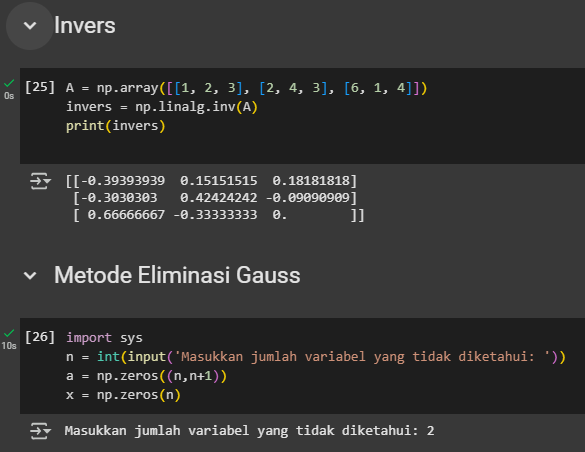 Invers
[25] A = np.array([[1, 2, 3], [2, 4, 3], [6, 1, 4]])
0s
invers = np.linalg.inv(A)
print(invers)
[[-0.39393939  0.15151515  0.18181818]
 [-0.3030303   0.42424242 -0.09090909]
 [ 0.66666667 -0.33333333  0.        ]]
Metode Eliminasi Gauss
[26] import sys
10s
n = int(input('Masukkan jumlah variabel yang tidak diketahui: '))
a = np.zeros((n,n+1))
x = np.zeros(n)
Masukkan jumlah variabel yang tidak diketahui: 2